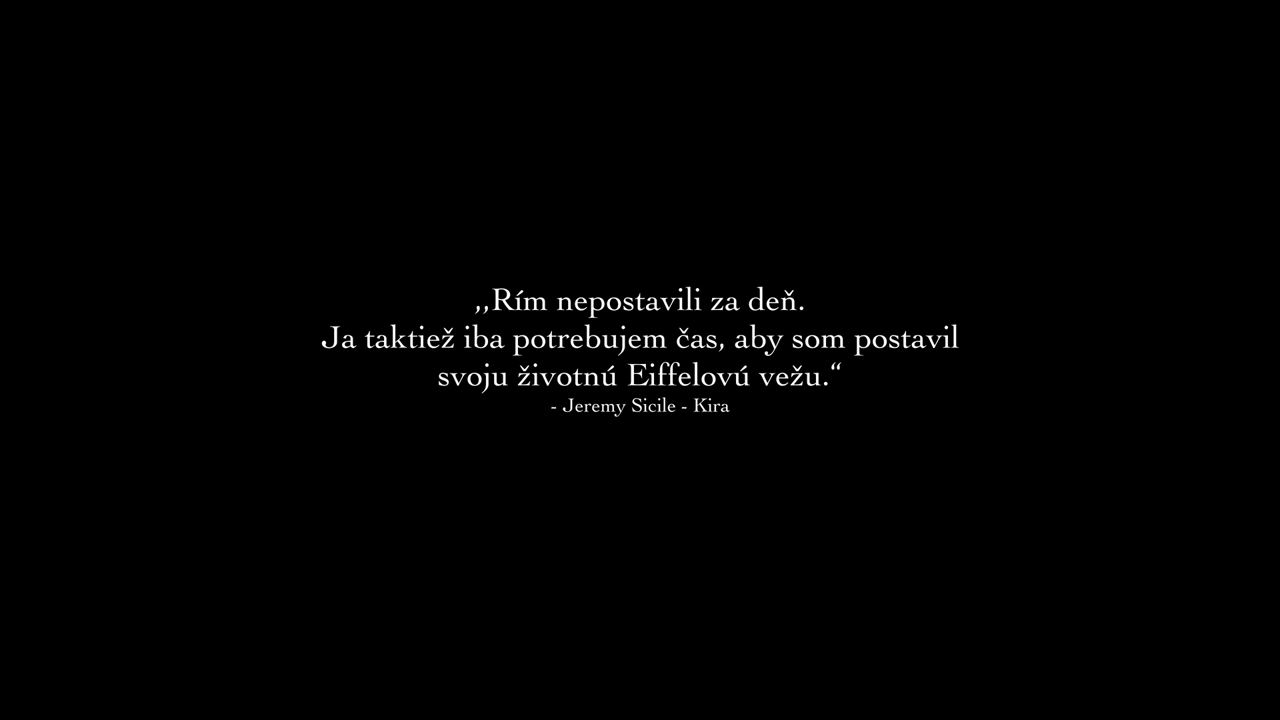 ,,Rím nepostavili za deň.
Ja taktiež iba potrebujem čas, aby som postavil
svoju životnú Eiffelovú vežu.“
- Jeremy Sicile - Kira